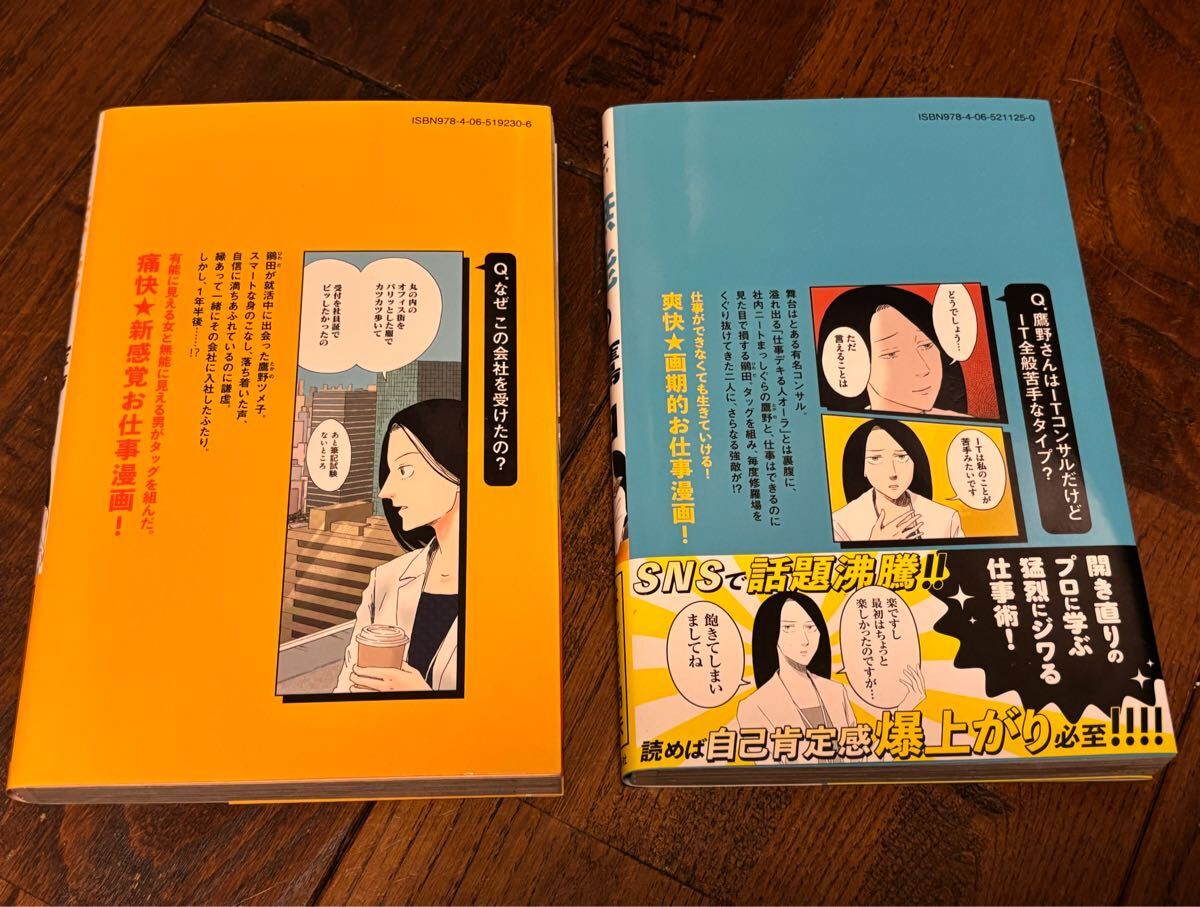 ISBN978-4-06-519230-6
Q.なぜ この会社を受けたの?
丸の内の
オフィス街を
パリッとした服で
カツカツ歩いて
受付を社員証で
ピッしたかったの
あと筆記試験
ないところ
鶸田が就活中に出会った鷹野ツメ子。
スマートな身のこなし、落ち着いた声、
自信に満ちあふれているのに謙虚。
縁あって一緒にその会社に入社したふたり。
しかし、1年半後……?!
有能に見える女と無能に見える男がタッグを組んだ。
痛快★新感覚お仕事漫画!
ISBN978-4-06-521125-0
Q.鷹野さんはITコンサルだけど
IT全般苦手なタイプ?
どうでしょう…
ただ
言えることは
ITは私のことが
苦手みたいです
舞台はとある有名コンサル。
溢れ出る「仕事デキる人オーラ」とは裏腹に、
社内ニートまっしぐらの鷹野と、仕事はできるのに
見た目で損する鶸田。タッグを組み、毎度修羅場を
くぐり抜けてきた二人に、さらなる強敵が!?
仕事ができなくても生きていける!
爽快★画期的お仕事漫画!
SNSで話題沸騰!!
開き直りの
プロに学ぶ
猛烈にジワる
仕事術!
楽ですし
最初はちょっと
楽しかったのですが…
飽きてしまい
ましてね
読めば自己肯定感爆上がり必至!!!!